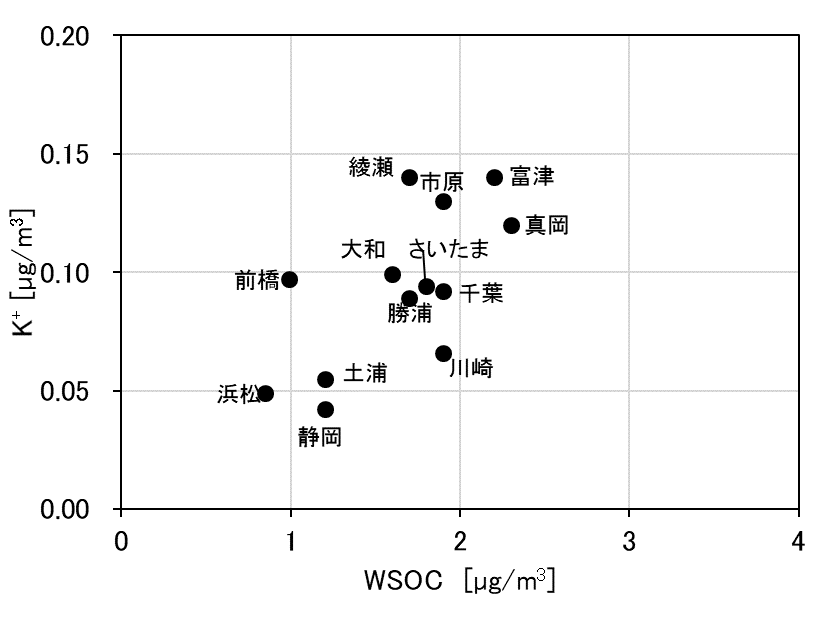 0.20
0.15
0.10
0.05
0.00
K⁺ [μg/m³]
綾瀬
市原
富津
真岡
大和
さいたま
前橋
千葉
勝浦
川崎
土浦
浜松
静岡
0 1 2 3 4
WSOC [μg/m³]